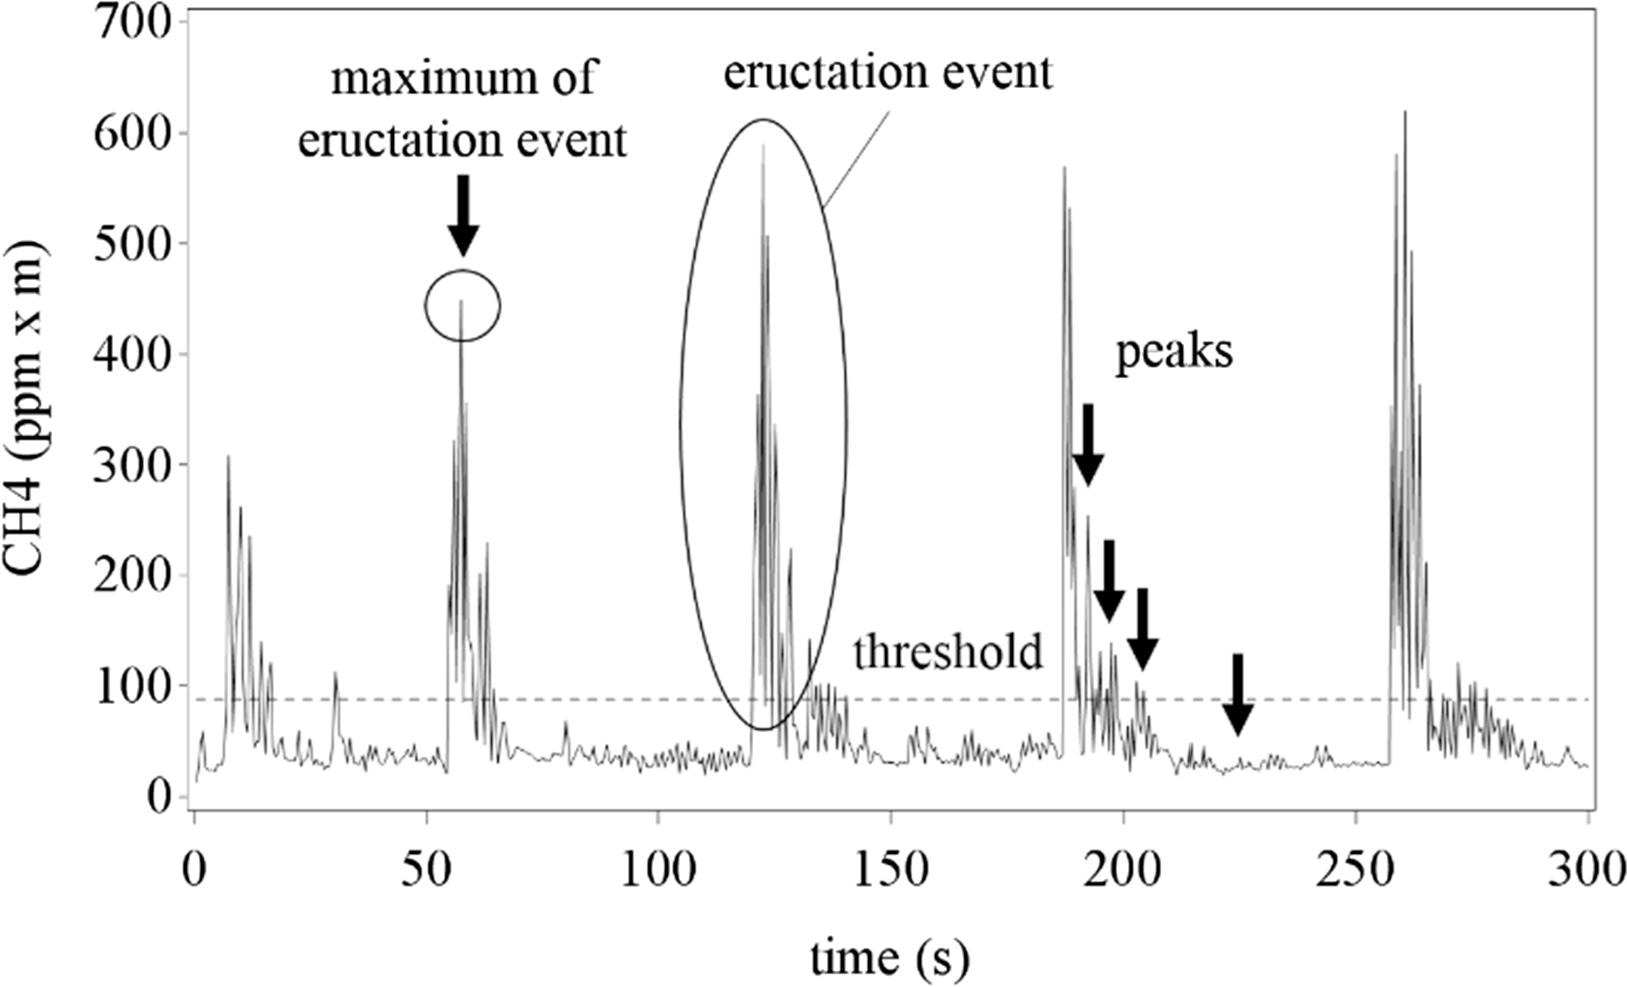 700
600
500
400
300
200
100
0
CH4 (ppm x m)
maximum of
eructation event
eructation event
peaks
threshold
0 50 100 150 200 250 300
time (s)